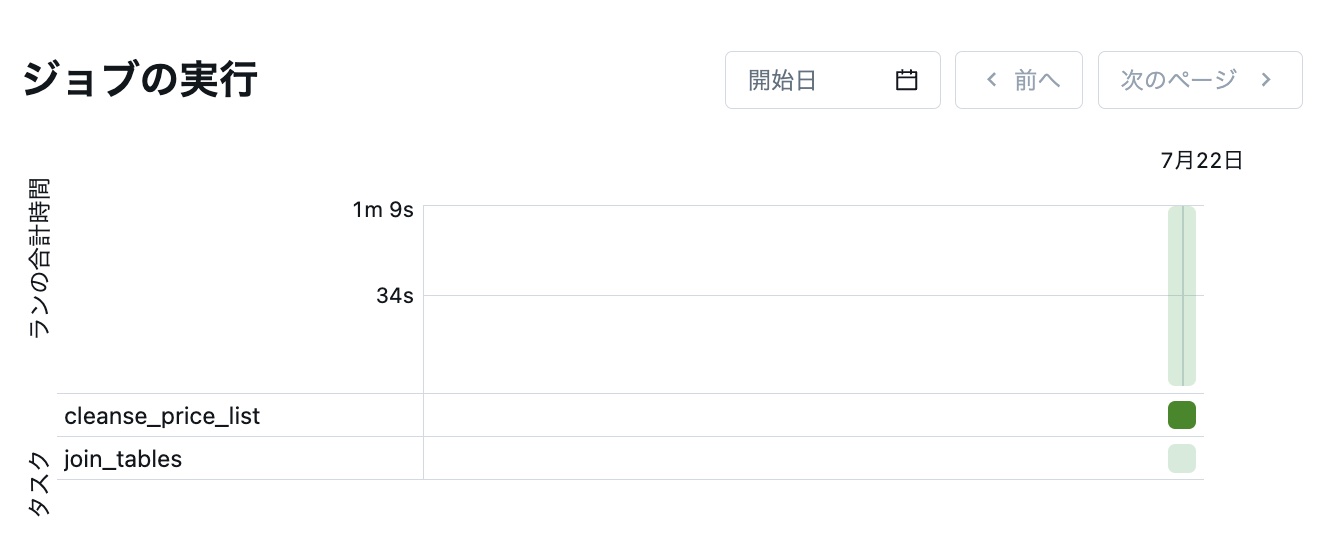 ジョブの実行
開始日
前へ
次のページ
7月22日
ランの合計時間
1m 9s
34s
タスク
cleanse_price_list
join_tables